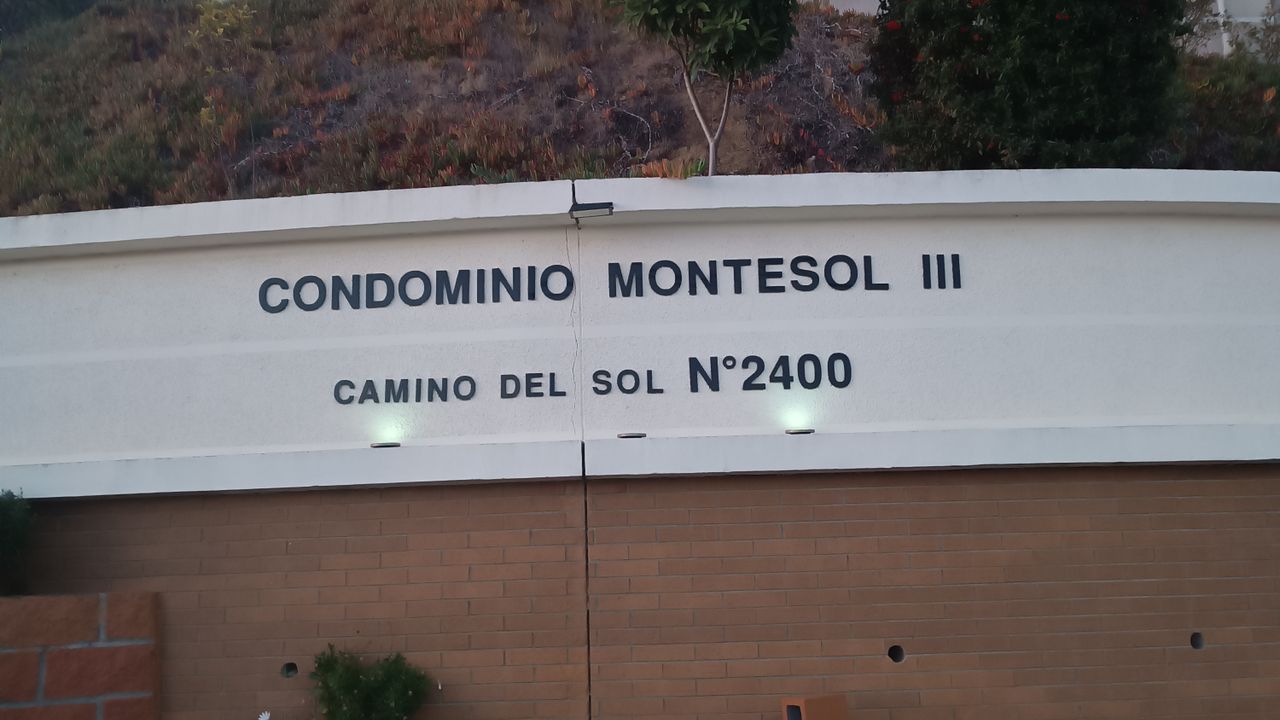 CONDOMINIO MONTESOL III
CAMINO DEL SOL N°2400